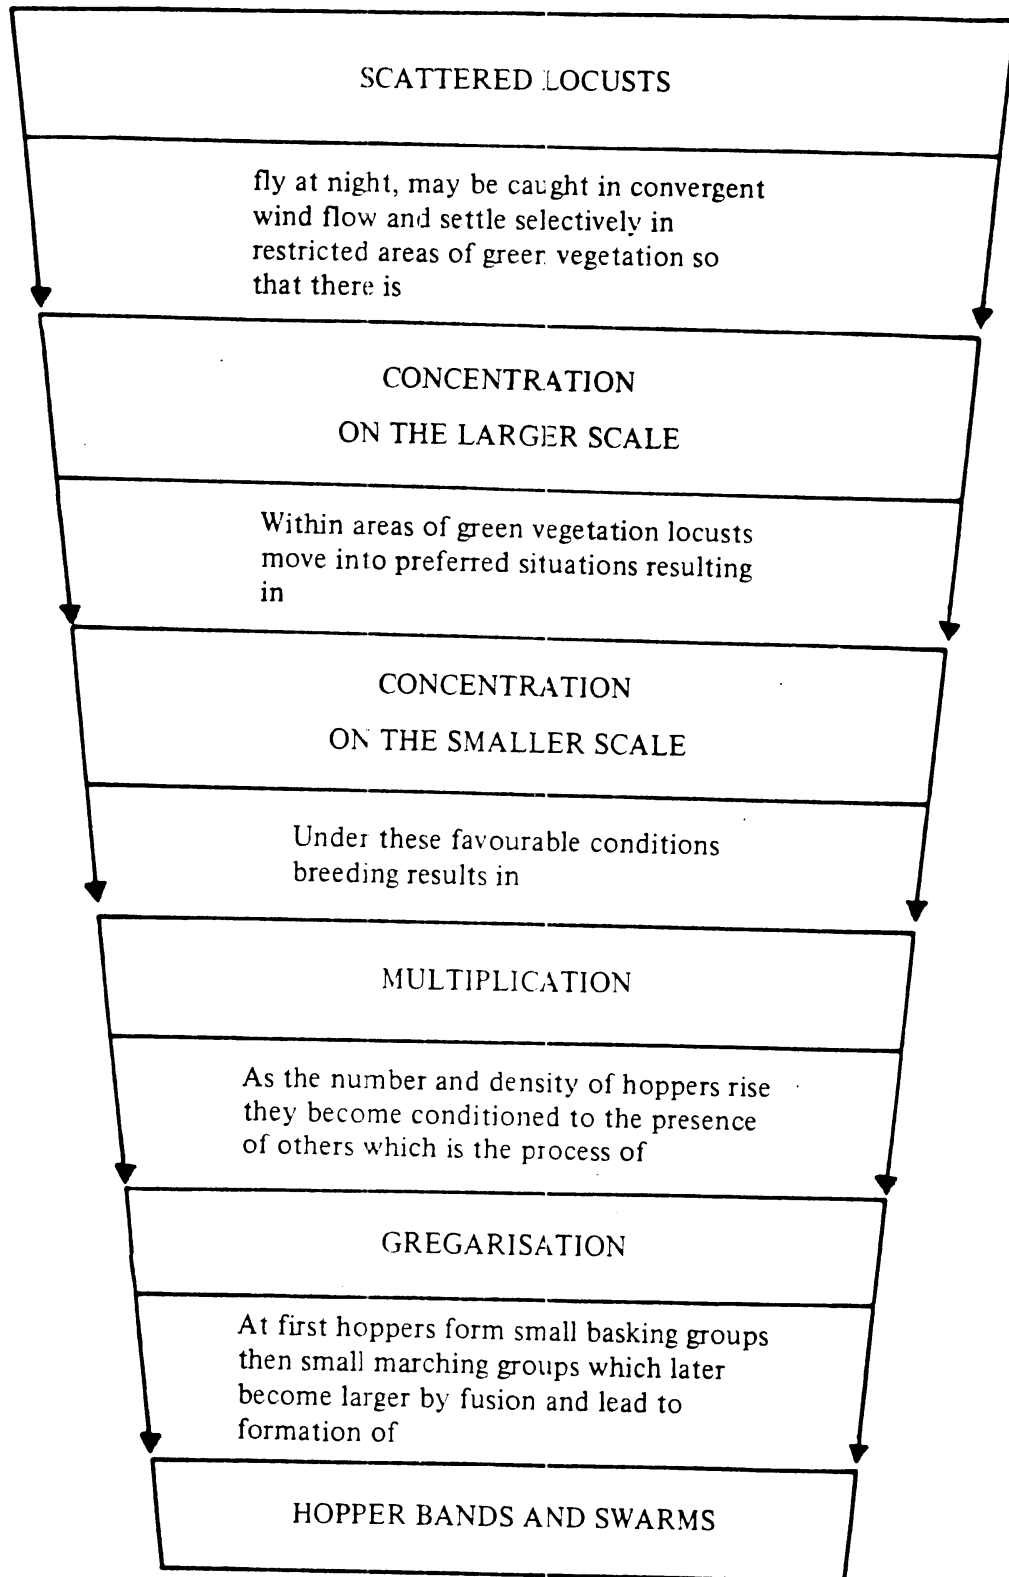 SCATTERED LOCUSTS
fly at night, may be caught in convergent
wind flow and settle selectively in
restricted areas of green vegetation so
that there is
CONCENTRATION
ON THE LARGER SCALE
Within areas of green vegetation locusts
move into preferred situations resulting
in
CONCENTRATION
ON THE SMALLER SCALE
Under these favourable conditions
breeding results in
MULTIPLICATION
As the number and density of hoppers rise
they become conditioned to the presence
of others which is the process of
GREGARISATION
At first hoppers form small basking groups
then small marching groups which later
become larger by fusion and lead to
formation of
HOPPER BANDS AND SWARMS